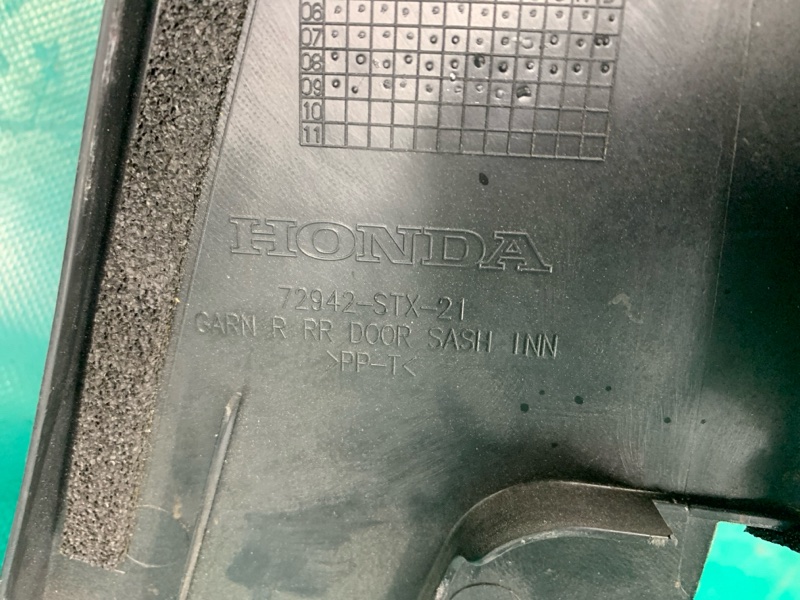 06
07
08
09
10
11
HONDA
72942-STX-21
GARN R RR DOOR SASH INN
>PP-T<